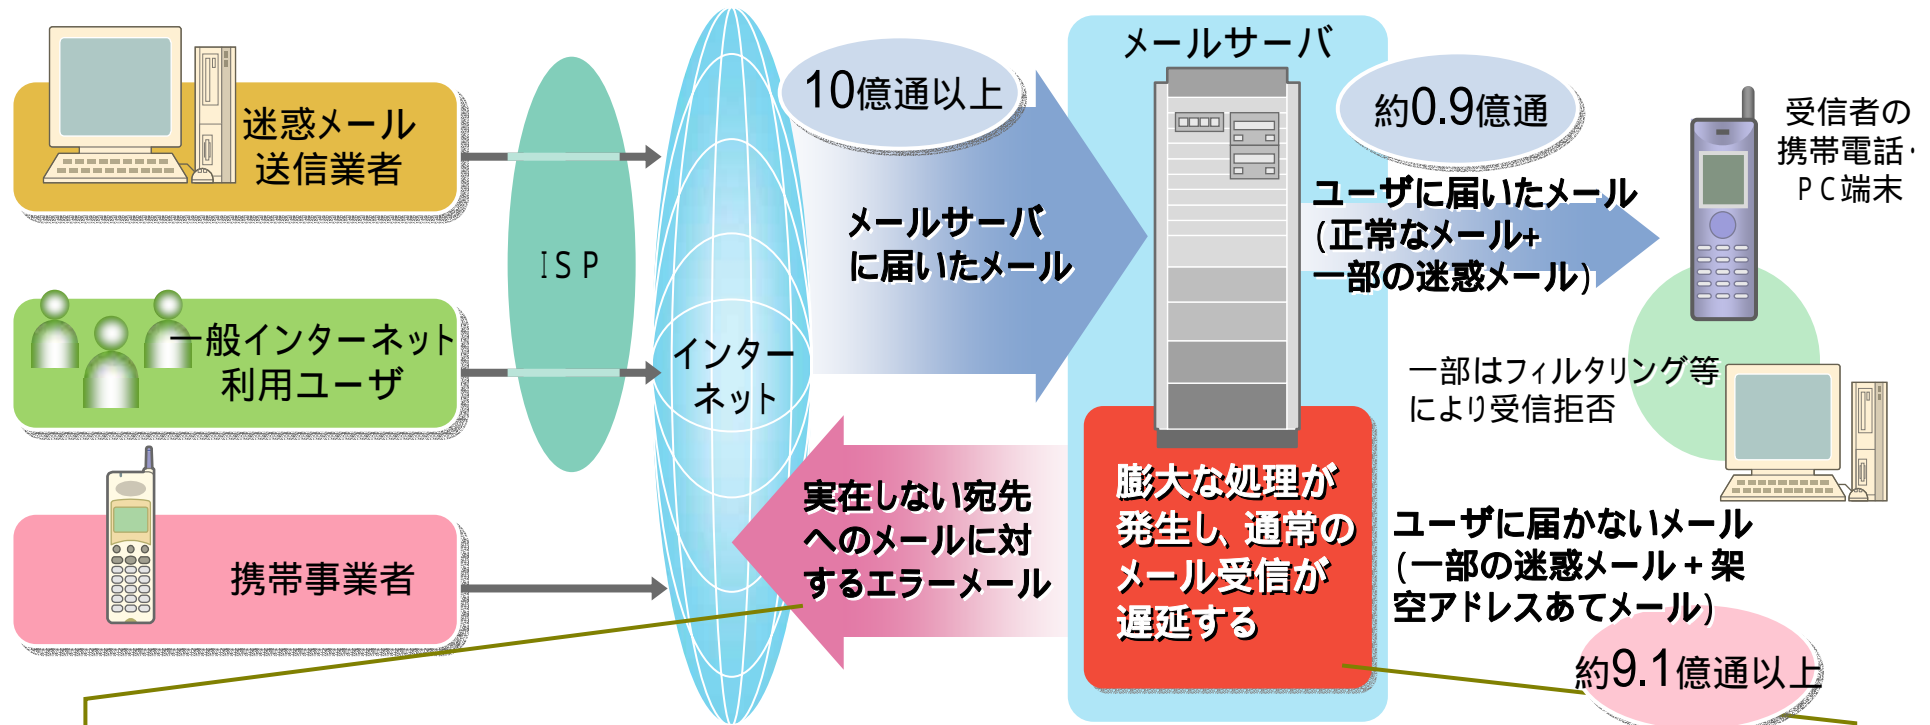 迷惑メール
送信業者
一般インターネット
利用ユーザ
携帯事業者
ISP
インター
ネット
10億通以上
メールサーバ
に届いたメール
実在しない宛先
へのメールに対
するエラーメール
メールサーバ
膨大な処理が
発生し、通常の
メール受信が
遅延する
約0.9億通
ユーザに届いたメール
(正常なメール+
一部の迷惑メール)
受信者の
携帯電話・
PC端末
一部はフィルタリング等
により受信拒否
ユーザに届かないメール
(一部の迷惑メール+架
空アドレスあてメール)
約9.1億通以上